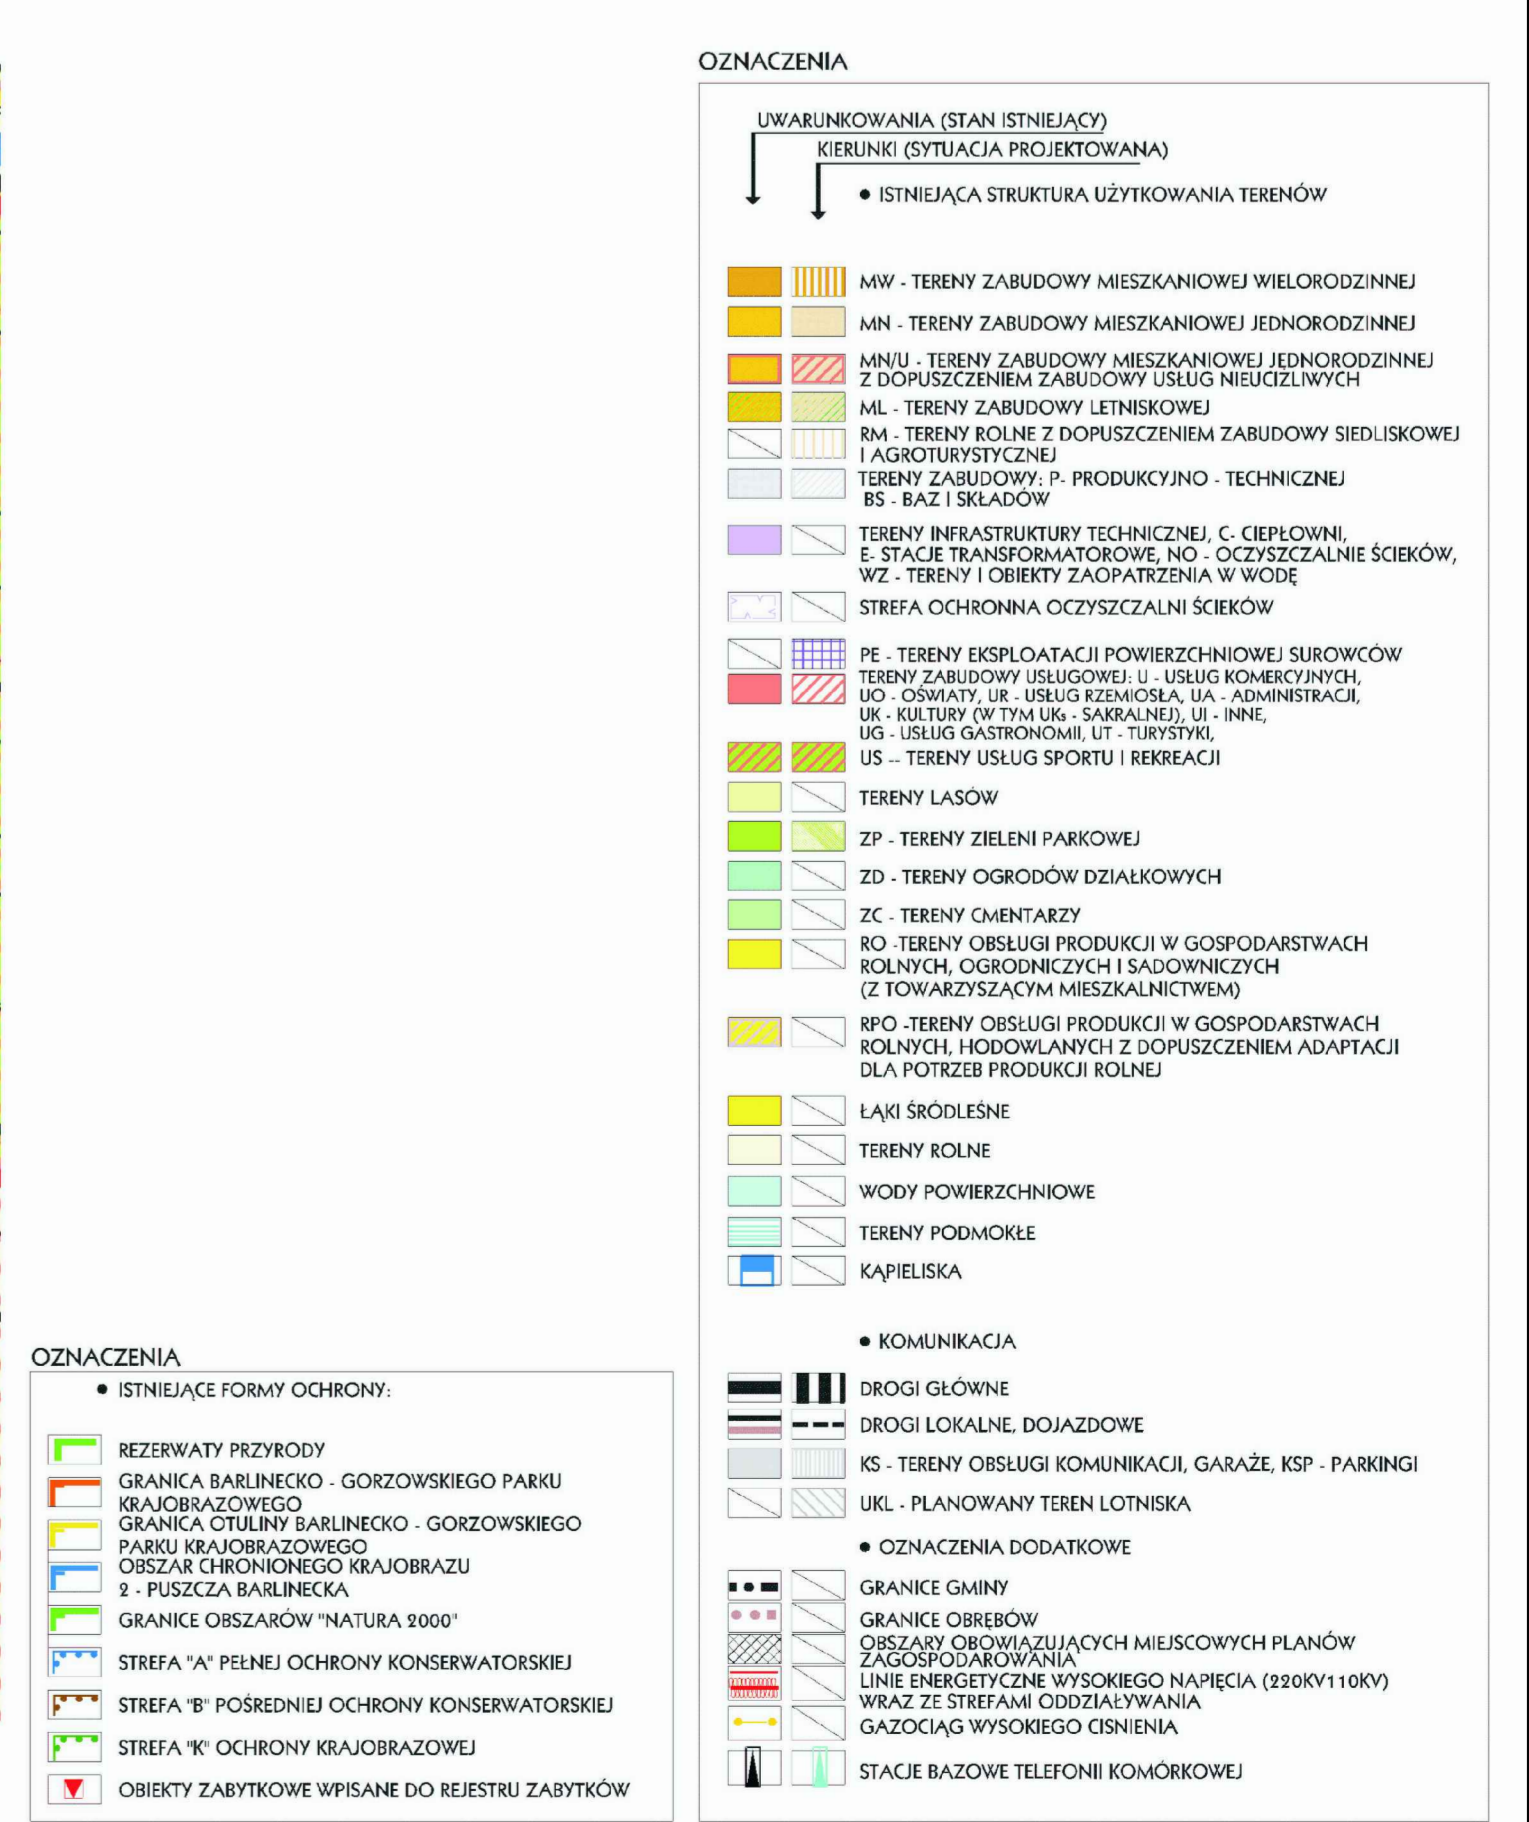 OZNACZENIA
UWARUNKOWANIA (STAN ISTNIEJĄCY)
KIERUNKI (SYTUACJA PROJEKTOWANA)
• ISTNIEJĄCA STRUKTURA UŻYTKOWANIA TERENÓW
MW - TERENY ZABUDOWY MIESZKANIOWEJ WIELORODZINNEJ
MN - TERENY ZABUDOWY MIESZKANIOWEJ JEDNORODZINNEJ
MN/U - TERENY ZABUDOWY MIESZKANIOWEJ JEDNORODZINNEJ
Z DOPUSZCZENIEM ZABUDOWY USŁUG NIEUCIŻLIWYCH
ML - TERENY ZABUDOWY LETNISKOWEJ
RM - TERENY ROLNE Z DOPUSZCZENIEM ZABUDOWY SIEDLISKOWEJ
I AGROTURYSTYCZNEJ
TERENY ZABUDOWY: P- PRODUKCYJNO - TECHNICZNEJ
BS - BAZ I SKŁADÓW
TERENY INFRASTRUKTURY TECHNICZNEJ, C- CIEPŁOWNI,
E- STACJE TRANSFORMATOROWE, NO - OCZYSZCZALNIE ŚCIEKÓW,
WZ - TERENY I OBIEKTY ZAOPATRZENIA W WODĘ
STREFA OCHRONNA OCZYSZCZALNI ŚCIEKÓW
PE - TERENY EKSPLOATACJI POWIERZCHNIOWEJ SUROWCÓW
TERENY ZABUDOWY USŁUGOWEJ: U - USŁUG KOMERCYJNYCH,
UO - OŚWIATY, UR - USŁUG RZEMIOSŁA, UA - ADMINISTRACJI,
UK - KULTURY (W TYM UKs - SAKRALNEJ), UI - INNE,
UG - USŁUG GASTRONOMII, UT - TURYSTYKI,
US -- TERENY USŁUG SPORTU I REKREACJI
TERENY LASÓW
ZP - TERENY ZIELENI PARKOWEJ
ZD - TERENY OGRODÓW DZIAŁKOWYCH
ZC - TERENY CMENTARZY
RO -TERENY OBSŁUGI PRODUKCJI W GOSPODARSTWACH
ROLNYCH, OGRODNICZYCH I SADOWNICZYCH
(Z TOWARZYSZĄCYM MIESZKALNICTWEM)
RPO -TERENY OBSŁUGI PRODUKCJI W GOSPODARSTWACH
ROLNYCH, HODOWLANYCH Z DOPUSZCZENIEM ADAPTACJI
DLA POTRZEB PRODUKCJI ROLNEJ
ŁĄKI ŚRÓDLEŚNE
TERENY ROLNE
WODY POWIERZCHNIOWE
TERENY PODMOKŁE
KĄPIELISKA
• KOMUNIKACJA
DROGI GŁÓWNE
DROGI LOKALNE, DOJAZDOWE
KS - TERENY OBSŁUGI KOMUNIKACJI, GARAŻE, KSP - PARKINGI
UKL - PLANOWANY TEREN LOTNISKA
• OZNACZENIA DODATKOWE
GRANICE GMINY
GRANICE OBRĘBÓW
OBSZARY OBOWIĄZUJĄCYCH MIEJSCOWYCH PLANÓW
ZAGOSPODAROWANIA
LINIE ENERGETYCZNE WYSOKIEGO NAPIĘCIA (220KV110KV)
WRAZ ZE STREFAMI ODDZIAŁYWANIA
GAZOCIĄG WYSOKIEGO CISNIENIA
STACJE BAZOWE TELEFONII KOMÓRKOWEJ
OZNACZENIA
• ISTNIEJĄCE FORMY OCHRONY:
REZERWATY PRZYRODY
GRANICA BARLINECKO - GORZOWSKIEGO PARKU
KRAJOBRAZOWEGO
GRANICA OTULINY BARLINECKO - GORZOWSKIEGO
PARKU KRAJOBRAZOWEGO
OBSZAR CHRONIONEGO KRAJOBRAZU
2 - PUSZCZA BARLINECKA
GRANICE OBSZARÓW "NATURA 2000"
STREFA "A" PEŁNEJ OCHRONY KONSERWATORSKIEJ
STREFA "B" POŚREDNIEJ OCHRONY KONSERWATORSKIEJ
STREFA "K" OCHRONY KRAJOBRAZOWEJ
OBIEKTY ZABYTKOWE WPISANE DO REJESTRU ZABYTKÓW